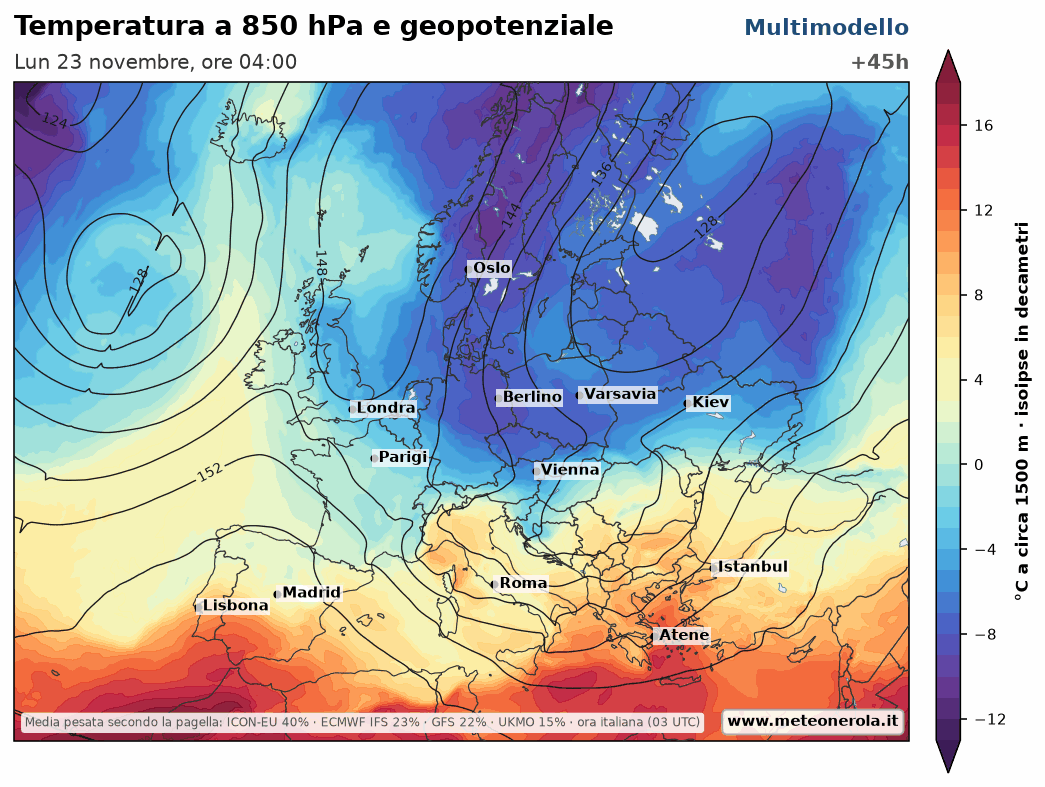 Temperatura a 850 hPa e geopotenziale
Multimodello
Lun 23 novembre, ore 04:00
+45h
124
132
136
144
128
148
128
152
Oslo
Berlino
Varsavia
Kiev
Londra
Parigi
Vienna
Istanbul
Roma
Madrid
Lisbona
Atene
16
12
8
4
0
−4
−8
−12
°C a circa 1500 m · isoipse in decametri
Media pesata secondo la pagella: ICON-EU 40% · ECMWF IFS 23% · GFS 22% · UKMO 15% · ora italiana (03 UTC)
www.meteonerola.it